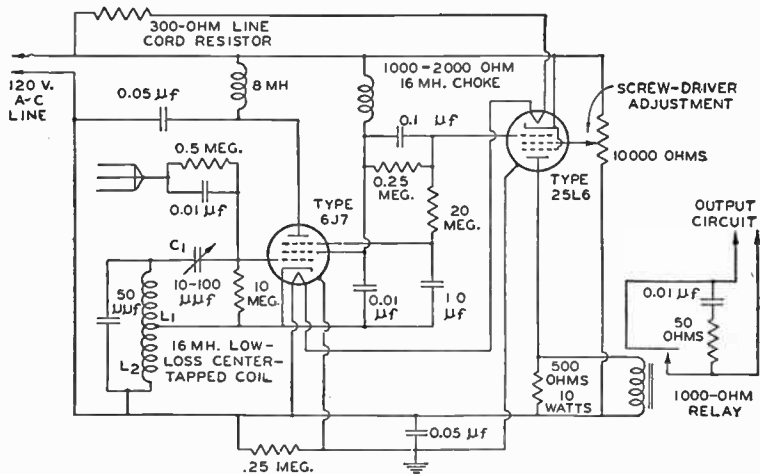 300-OHM LINE
CORD RESISTOR
120 V.
A-C
LINE
0.05 µf
8 MH
1000-2000 OHM
16 MH. CHOKE
SCREW-DRIVER
ADJUSTMENT
0.1 µf
0.5 MEG.
0.01 µf
0.25
MEG.
TYPE
6J7
20
MEG.
TYPE
25L6
10000 OHMS
OUTPUT
CIRCUIT
C1
10-100
µµf
50
µµf
L1
L2
10
MEG.
0.01
µf
1.0
µf
16 MH. LOW-
LOSS CENTER-
TAPPED COIL
0.01 µf
50
OHMS
500
OHMS
10
WATTS
1000-OHM
RELAY
0.05 µf
.25 MEG.